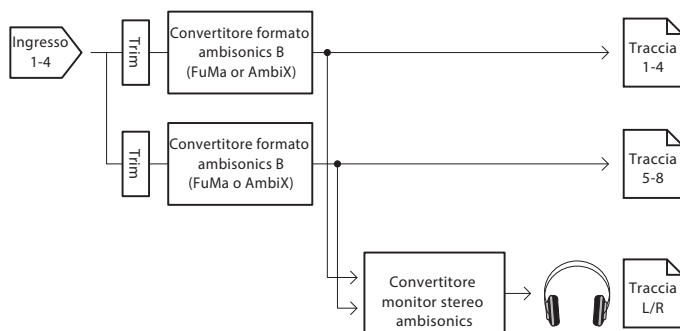 Ingresso
1-4
Trim
Convertitore formato
ambisonics B
(FuMa or AmbiX)
Traccia
1-4
Trim
Convertitore formato
ambisonics B
(FuMa o AmbiX)
Traccia
5-8
Convertitore
monitor stereo
ambisonics
Traccia
L/R